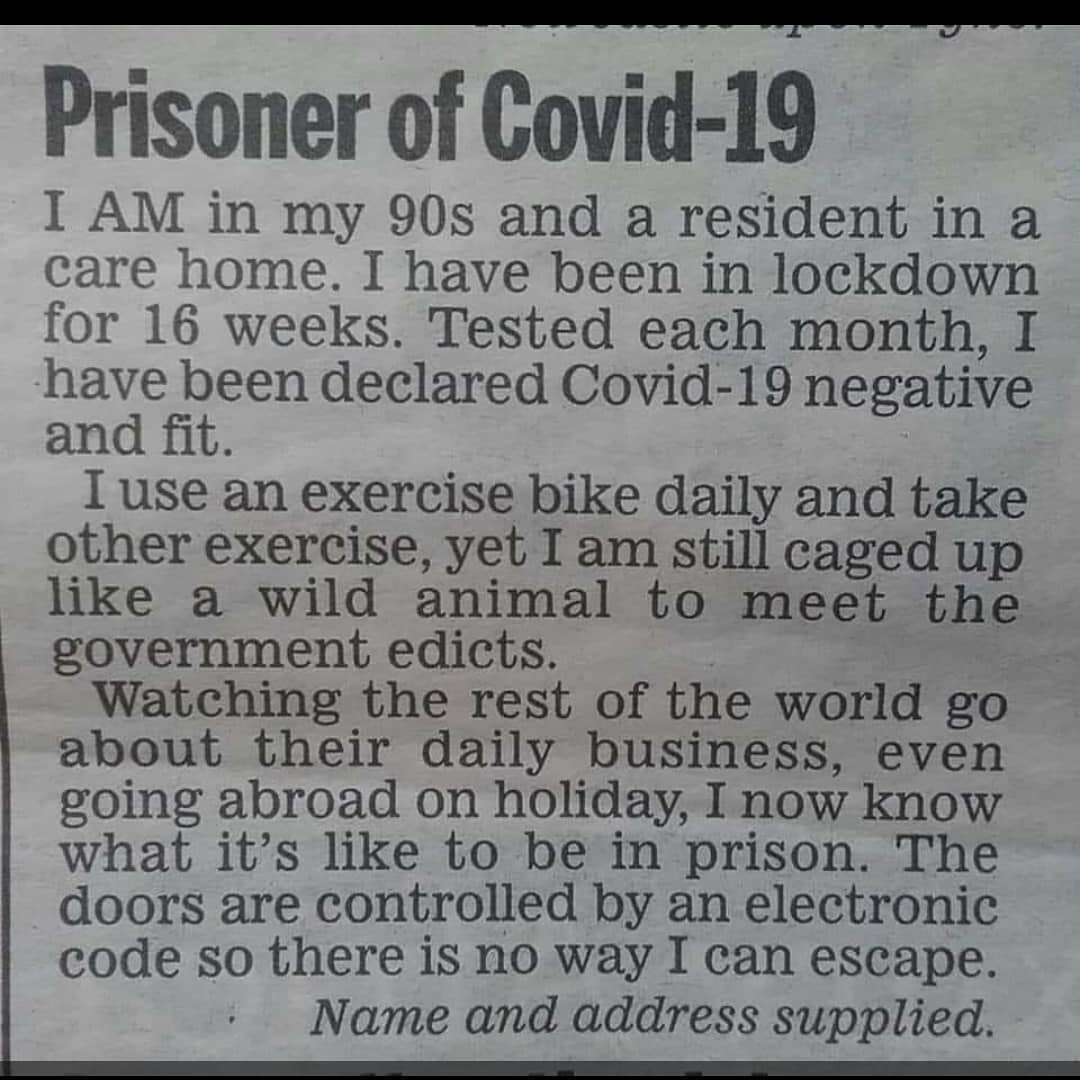 Prisoner of Covid-19
I AM in my 90s and a resident in a
care home. I have been in lockdown
for 16 weeks. Tested each month, I
have been declared Covid-19 negative
and fit.
I use an exercise bike daily and take
other exercise, yet I am still caged up
like a wild animal to meet the
government edicts.
Watching the rest of the world go
about their daily business, even
going abroad on holiday, I now know
what it's like to be in prison. The
doors are controlled by an electronic
code so there is no way I can escape.
Name and address supplied.